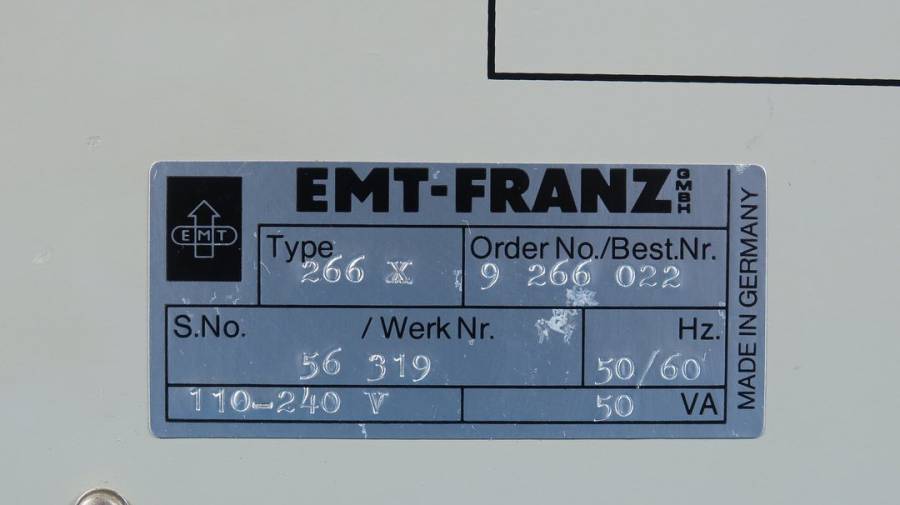 EMT-FRANZ GMBH
EMT
Type
Order No./Best.Nr.
266 X
9 266 022
S.No. / Werk Nr.
Hz.
56 319
50/60
110-240 V
50 VA
MADE IN GERMANY